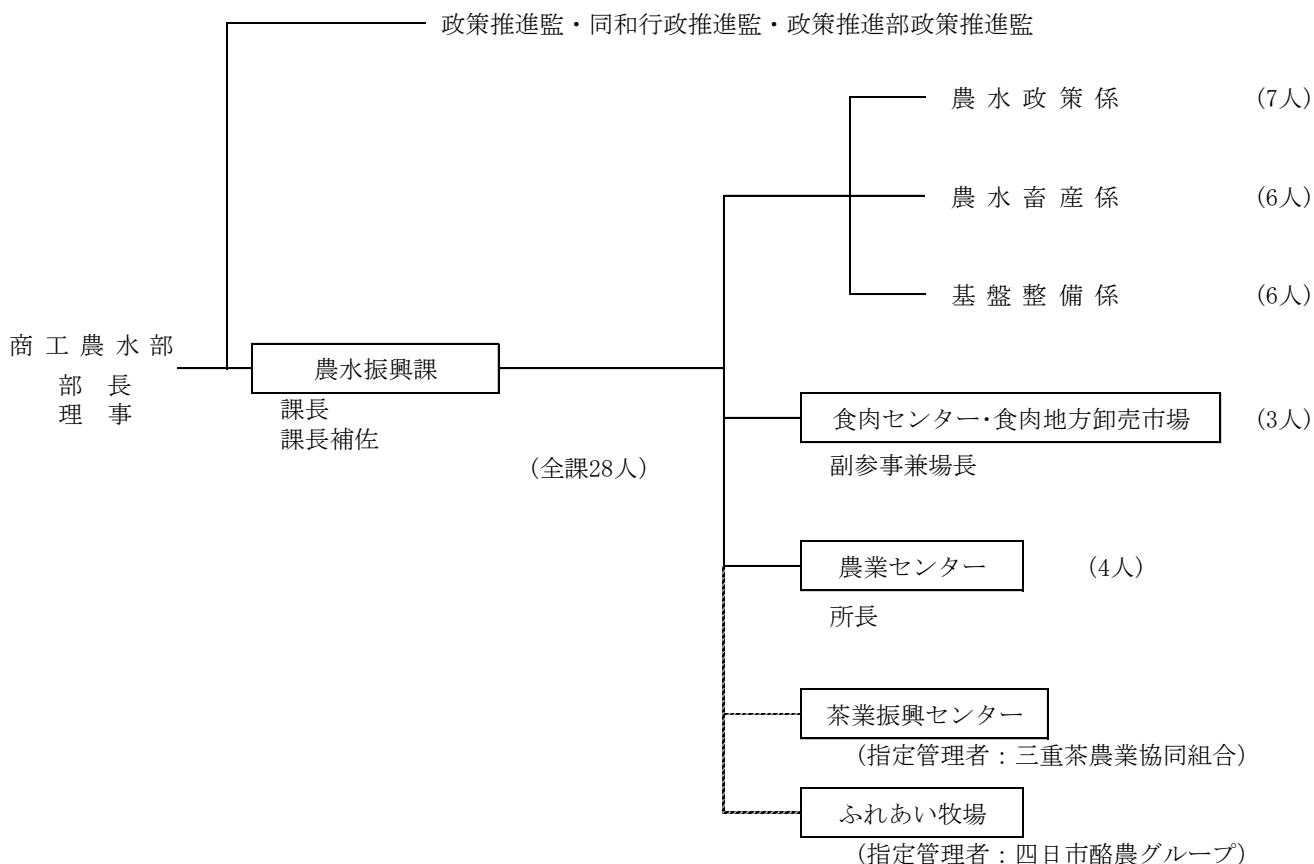 政策推進監・同和行政推進監・政策推進部政策推進監
農水政策係 (7人)
農水畜産係 (6人)
基盤整備係 (6人)
商工農水部
部長
理事
農水振興課
課長
課長補佐
(全課28人)
食肉センター・食肉地方卸売市場 (3人)
副参事兼場長
農業センター (4人)
所長
茶業振興センター
(指定管理者：三重茶農業協同組合)
ふれあい牧場
(指定管理者：四日市酪農グループ)